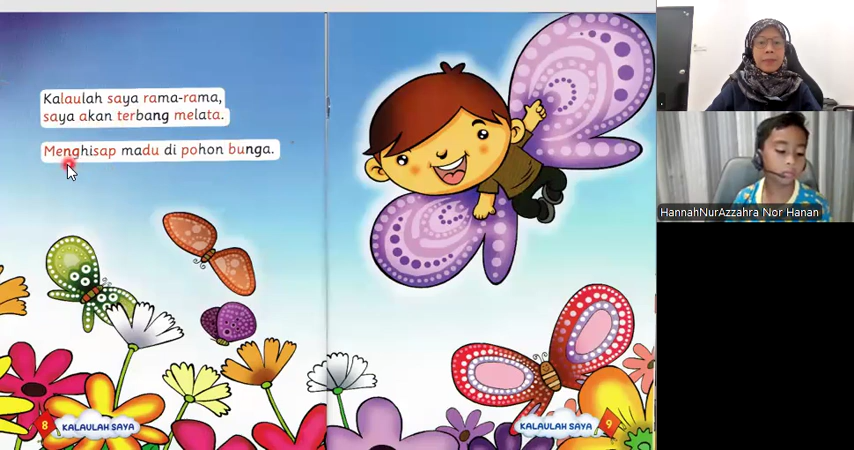 Kalaulah saya rama-rama,
saya akan terbang melata.
Menghisap madu di pohon bunga.
HannahNurAzzahra Nor Hanan
8 KALAULAH SAYA
KALAULAH SAYA 9